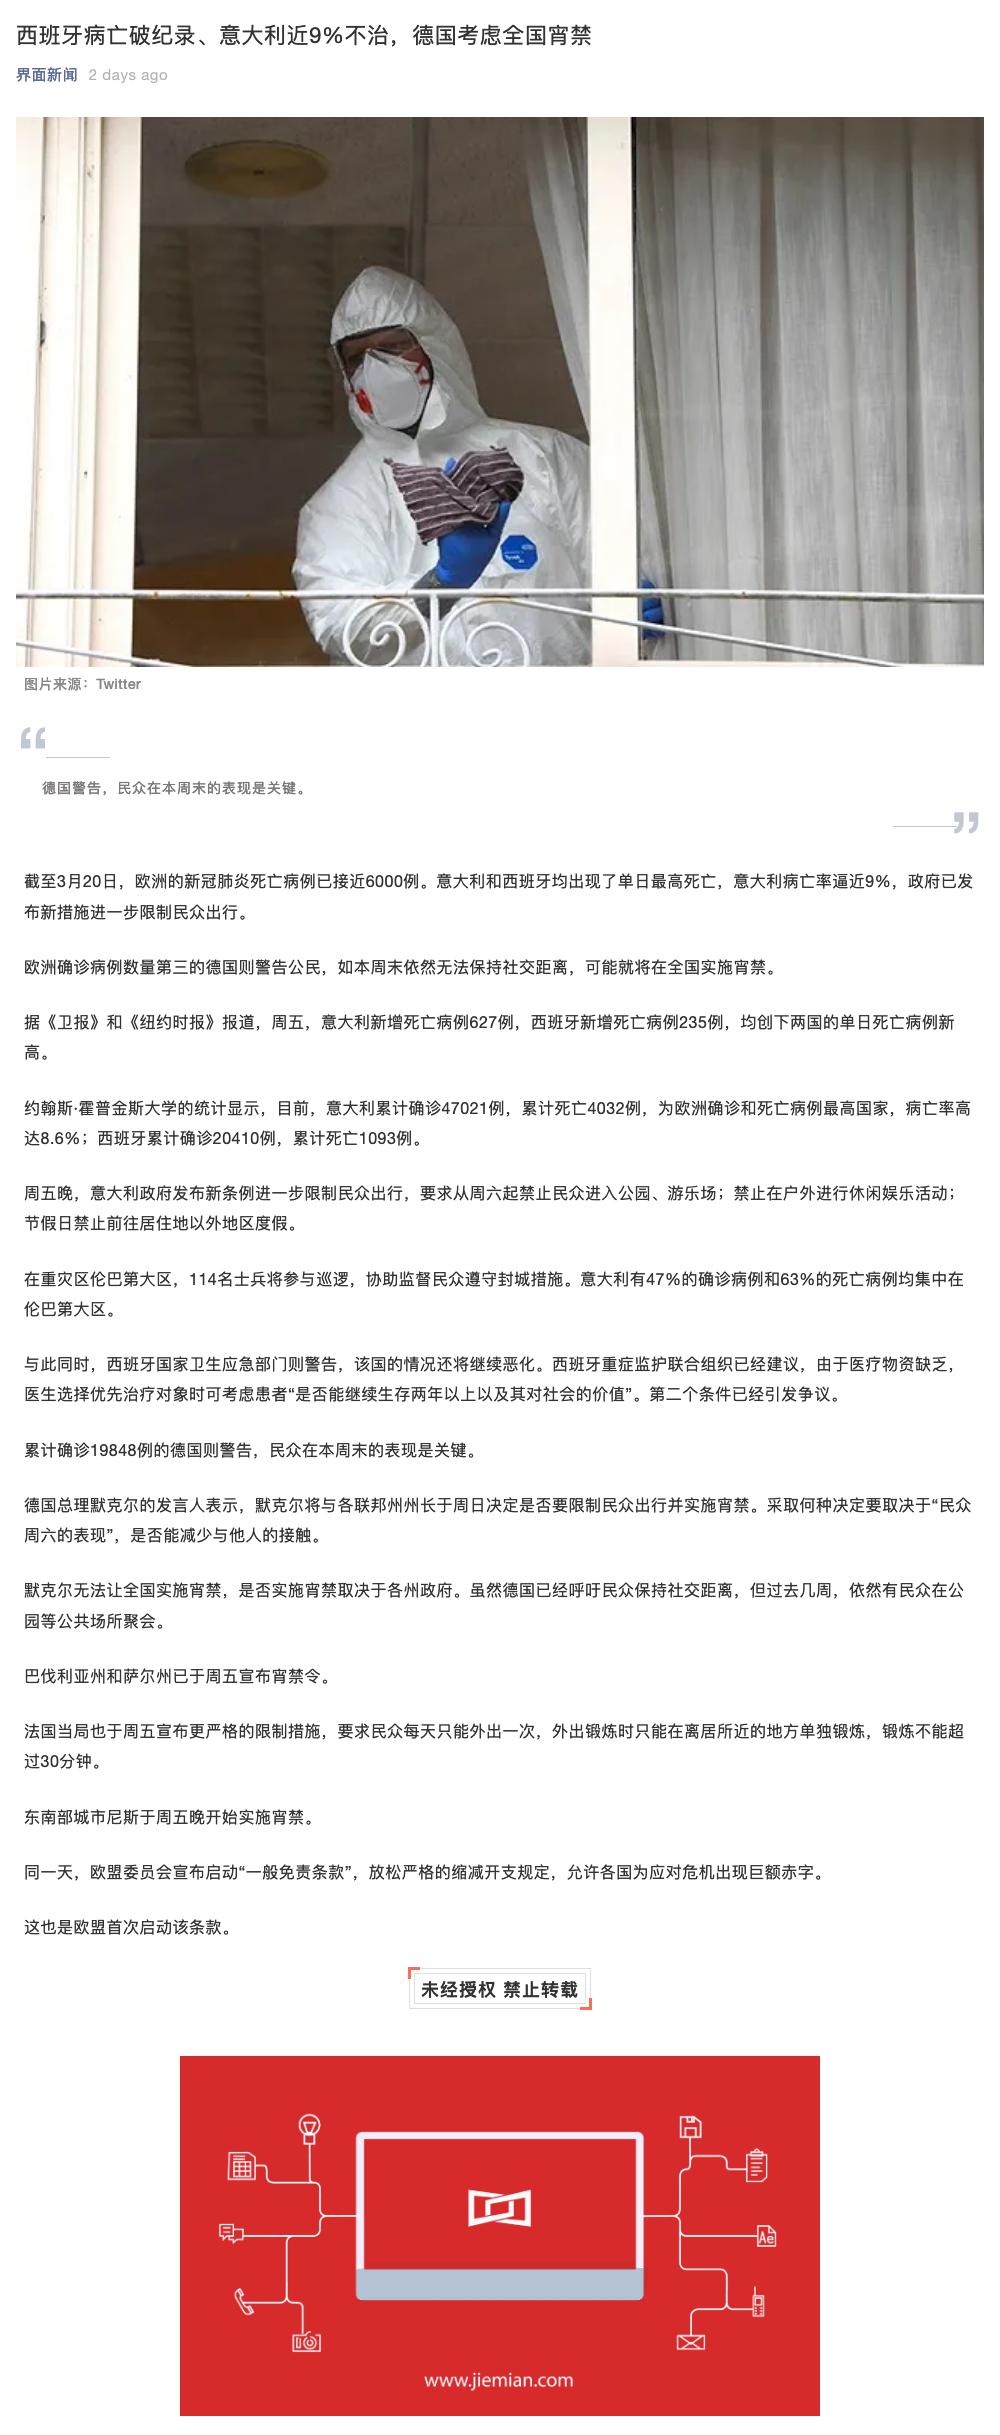 西班牙病亡破纪录、意大利近9%不治，德国考虑全国宵禁
界面新闻 2 days ago
图片来源：Twitter
“
德国警告，民众在本周末的表现是关键。
”
截至3月20日，欧洲的新冠肺炎死亡病例已接近6000例。意大利和西班牙均出现了单日最高死亡，意大利病亡率逼近9%，政府已发
布新措施进一步限制民众出行。
欧洲确诊病例数量第三的德国则警告公民，如本周末依然无法保持社交距离，可能就将在全国实施宵禁。
据《卫报》和《纽约时报》报道，周五，意大利新增死亡病例627例，西班牙新增死亡病例235例，均创下两国的单日死亡病例新
高。
约翰斯·霍普金斯大学的统计显示，目前，意大利累计确诊47021例，累计死亡4032例，为欧洲确诊和死亡病例最高国家，病亡率高
达8.6%；西班牙累计确诊20410例，累计死亡1093例。
周五晚，意大利政府发布新条例进一步限制民众出行，要求从周六起禁止民众进入公园、游乐场；禁止在户外进行休闲娱乐活动；
节假日禁止前往居住地以外地区度假。
在重灾区伦巴第大区，114名士兵将参与巡逻，协助监督民众遵守封城措施。意大利有47%的确诊病例和63%的死亡病例均集中在
伦巴第大区。
与此同时，西班牙国家卫生应急部门则警告，该国的情况还将继续恶化。西班牙重症监护联合组织已经建议，由于医疗物资缺乏，
医生选择优先治疗对象时可考虑患者“是否能继续生存两年以上以及其对社会的价值”。第二个条件已经引发争议。
累计确诊19848例的德国则警告，民众在本周末的表现是关键。
德国总理默克尔的发言人表示，默克尔将与各联邦州州长于周日决定是否要限制民众出行并实施宵禁。采取何种决定要取决于“民众
周六的表现”，是否能减少与他人的接触。
默克尔无法让全国实施宵禁，是否实施宵禁取决于各州政府。虽然德国已经呼吁民众保持社交距离，但过去几周，依然有民众在公
园等公共场所聚会。
巴伐利亚州和萨尔州已于周五宣布宵禁令。
法国当局也于周五宣布更严格的限制措施，要求民众每天只能外出一次，外出锻炼时只能在离居所近的地方单独锻炼，锻炼不能超
过30分钟。
东南部城市尼斯于周五晚开始实施宵禁。
同一天，欧盟委员会宣布启动“一般免责条款”，放松严格的缩减开支规定，允许各国为应对危机出现巨额赤字。
这也是欧盟首次启动该条款。
未经授权 禁止转载
Ae
www.jiemian.com